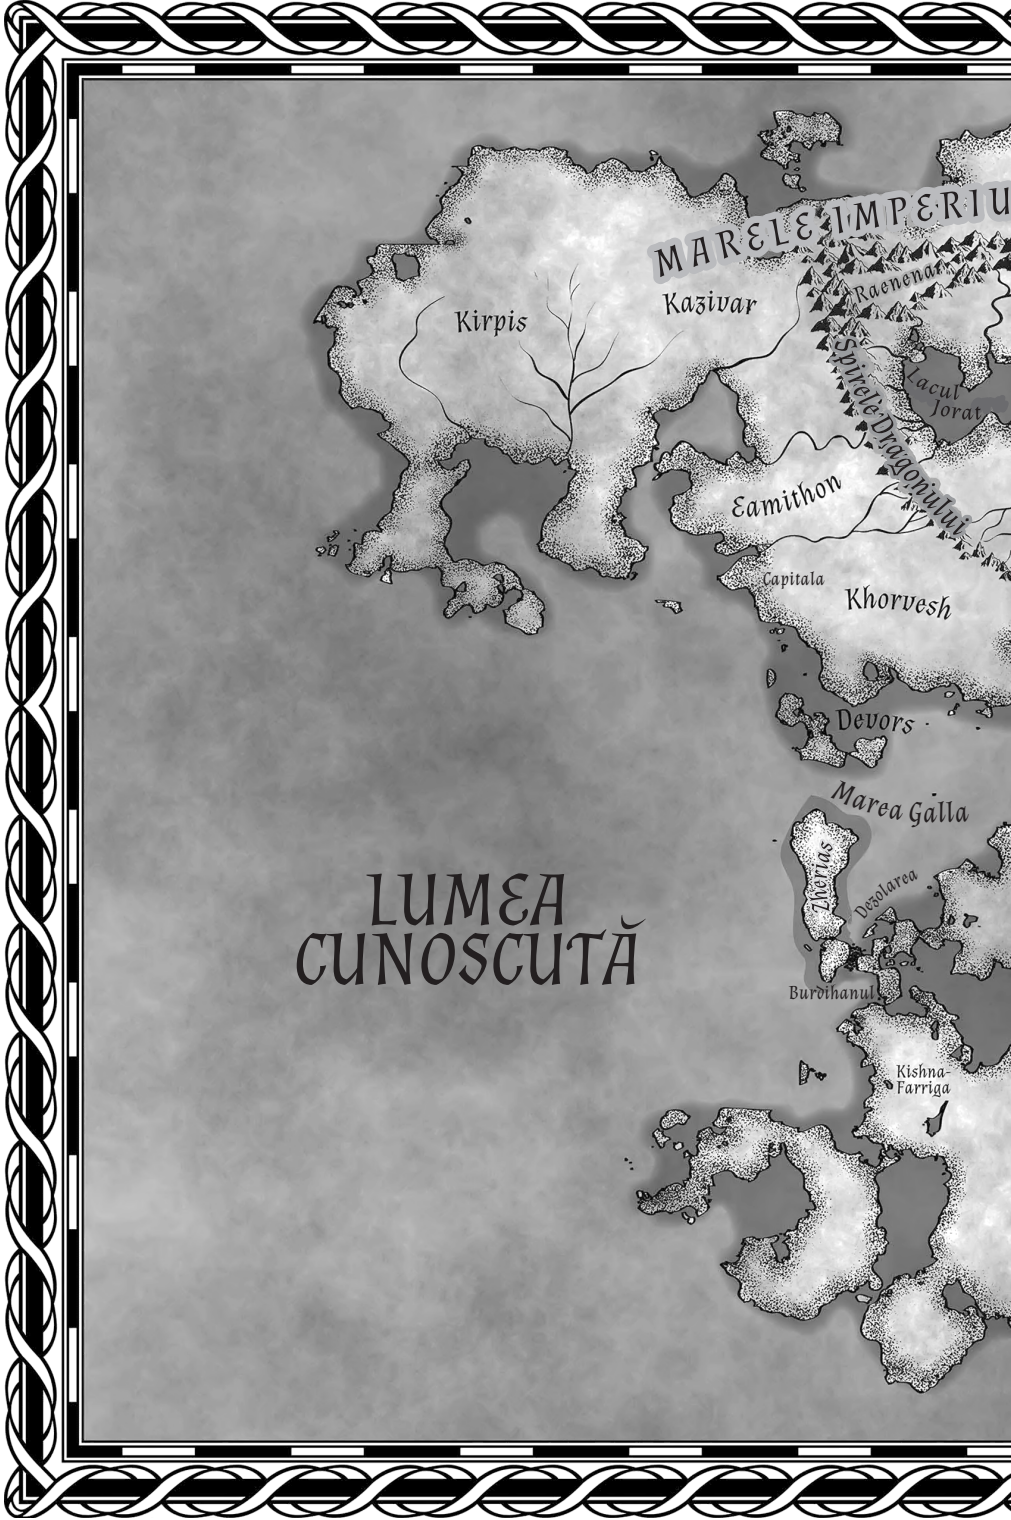 MARELE IMPERIU
Raenenar
Kazivar
Kirpis
Spirele Dragonului
Lacul
Jorat
Eamithon
Capitala
Khorvesh
Devors
Marea Galla
Zherias
Dezolarea
LUMEA
CUNOSCUTĂ
Burdihanul
Kishna-
Farriga